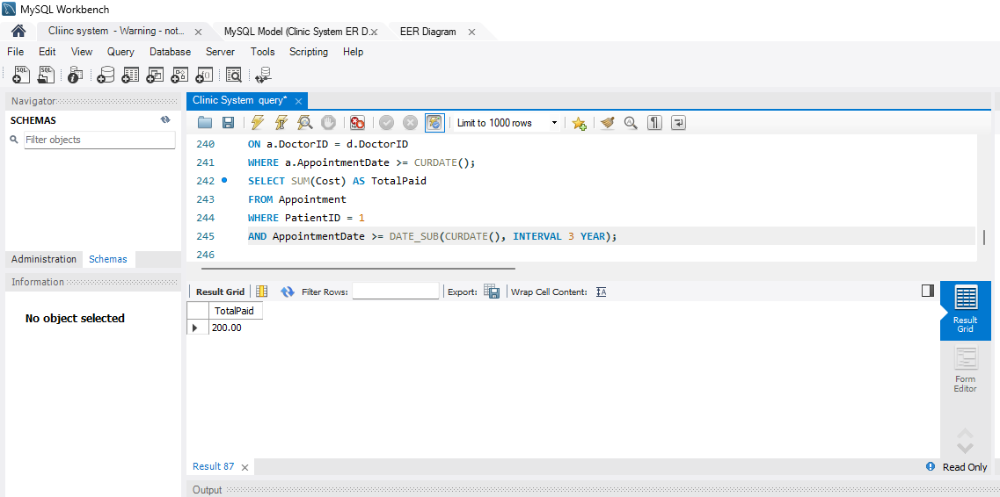 MySQL Workbench
Cliinc system - Warning - not... ×
MySQL Model (Clinic System ER D.×
EER Diagram ×
File Edit View Query Database Server Tools Scripting Help
Navigator
SCHEMAS
Filter objects
Administration Schemas
Information
No object selected
Clinic System query* ×
Limit to 1000 rows
240 ON a.DoctorID = d.DoctorID
241 WHERE a.AppointmentDate >= CURDATE();
242 SELECT SUM(Cost) AS TotalPaid
243 FROM Appointment
244 WHERE PatientID = 1
245 AND AppointmentDate >= DATE_SUB(CURDATE(), INTERVAL 3 YEAR);
246
Result Grid Filter Rows: Export: Wrap Cell Content:
TotalPaid
200.00
Result
Grid
Form
Editor
Result 87 ×
Read Only
Output